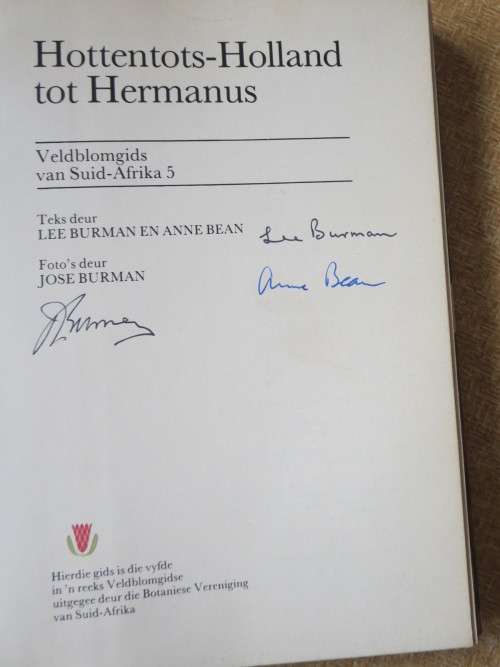 Hottentots-Holland
tot Hermanus
Veldblomgids
van Suid-Afrika 5
Teks deur
LEE BURMAN EN ANNE BEAN
Lee Burman
Foto's deur
JOSE BURMAN
Anne Bean
JBurman
Hierdie gids is die vyfde
in 'n reeks Veldblomgidse
uitgegee deur die Botaniese Vereniging
van Suid-Afrika